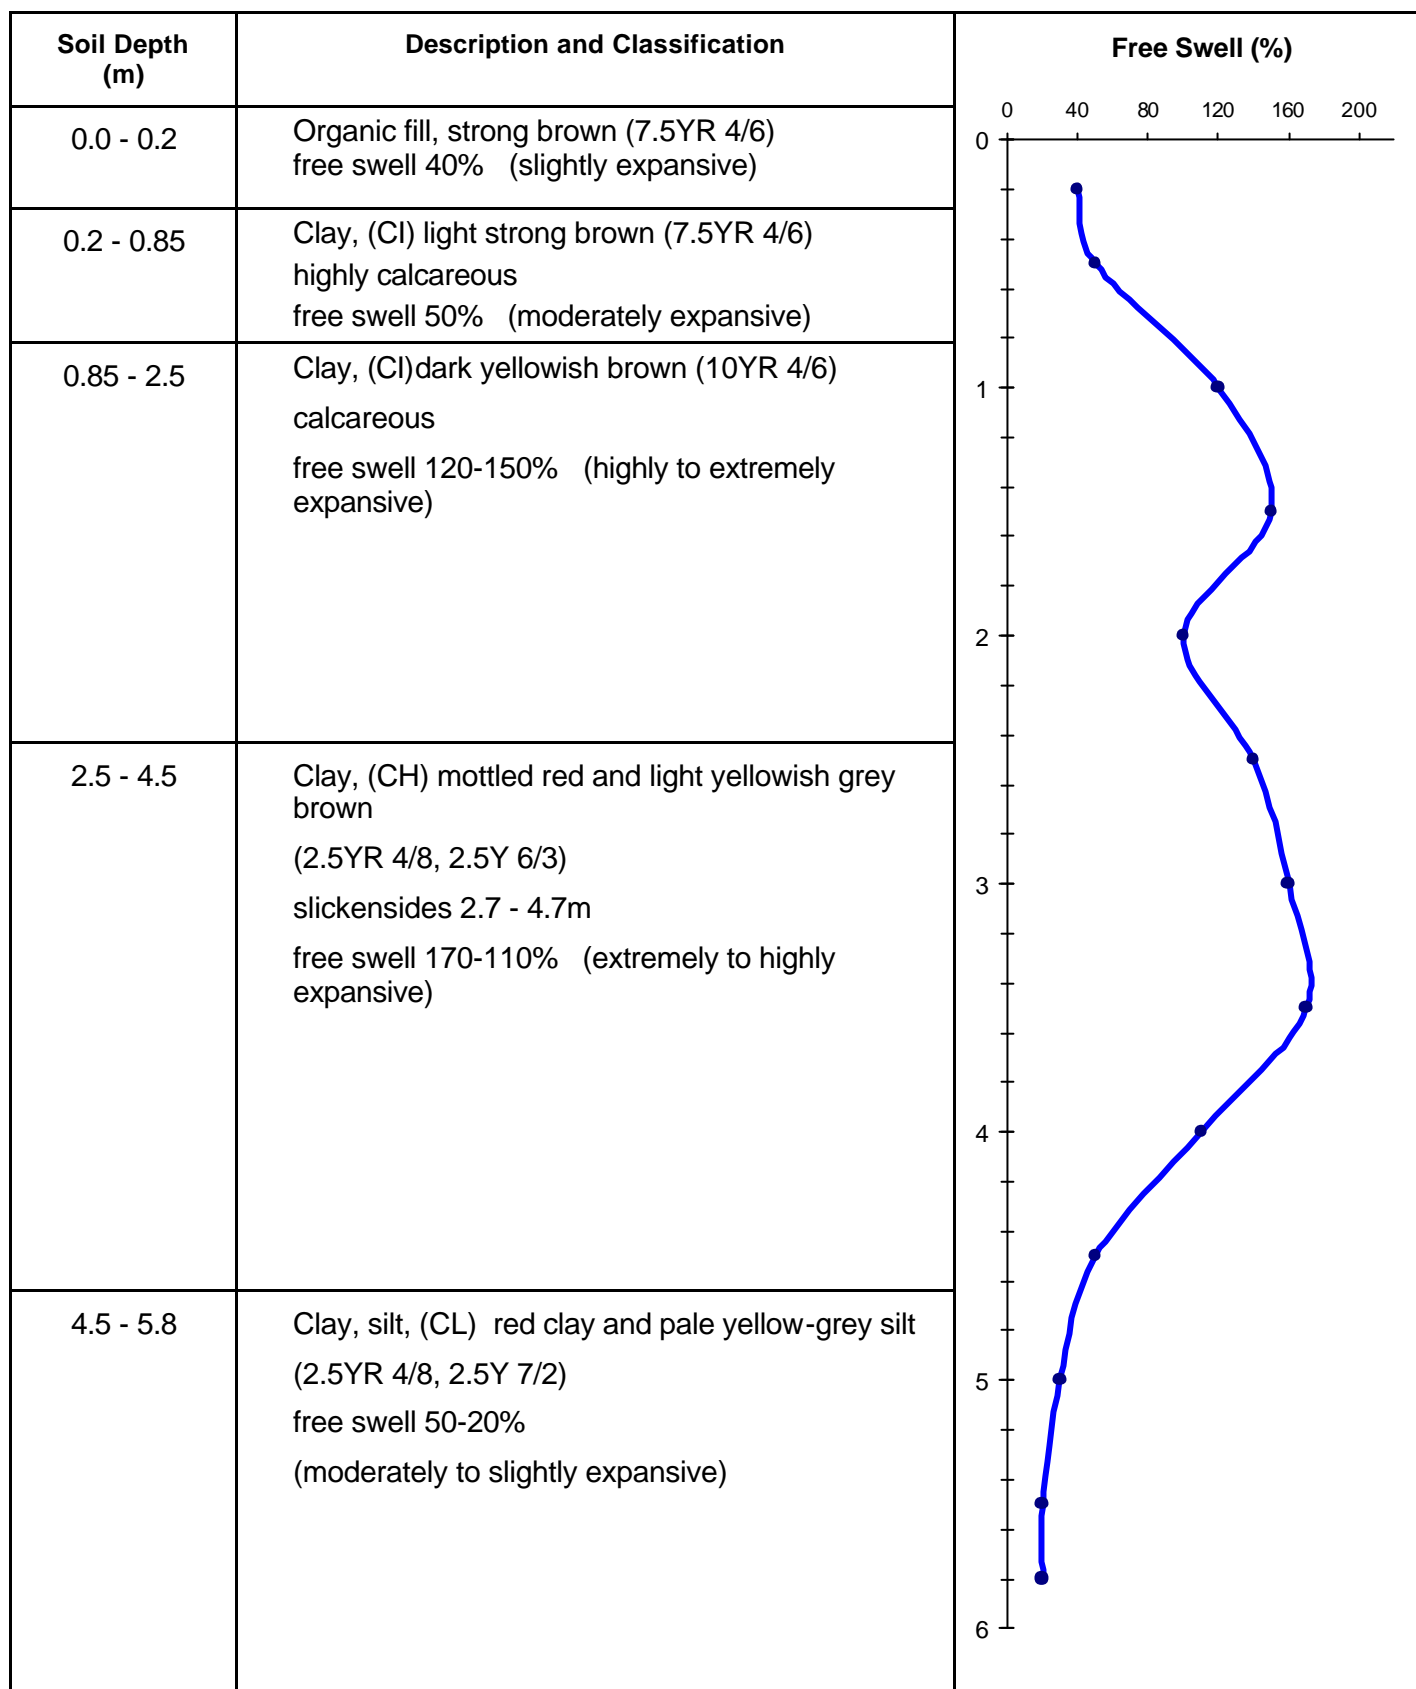 Soil Depth
(m)
Description and Classification
Free Swell (%)
0.0 - 0.2
Organic fill, strong brown (7.5YR 4/6)
free swell 40% (slightly expansive)
0.2 - 0.85
Clay, (CI) light strong brown (7.5YR 4/6)
highly calcareous
free swell 50% (moderately expansive)
0.85 - 2.5
Clay, (CI)dark yellowish brown (10YR 4/6)
calcareous
free swell 120-150% (highly to extremely
expansive)
2.5 - 4.5
Clay, (CH) mottled red and light yellowish grey
brown
(2.5YR 4/8, 2.5Y 6/3)
slickensides 2.7 - 4.7m
free swell 170-110% (extremely to highly
expansive)
4.5 - 5.8
Clay, silt, (CL) red clay and pale yellow-grey silt
(2.5YR 4/8, 2.5Y 7/2)
free swell 50-20%
(moderately to slightly expansive)
0 40 80 120 160 200
0
1
2
3
4
5
6